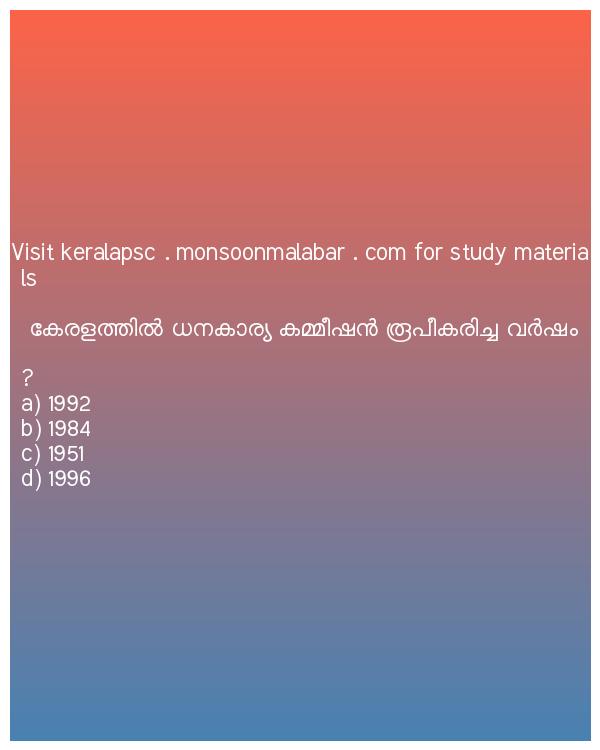 Visit keralapsc . monsoonmalabar . com for study materia
ls
കേരളത്തിൽ ധനകാര്യ കമ്മീഷൻ രൂപീകരിച്ച വർഷം
?
a) 1992
b) 1984
c) 1951
d) 1996